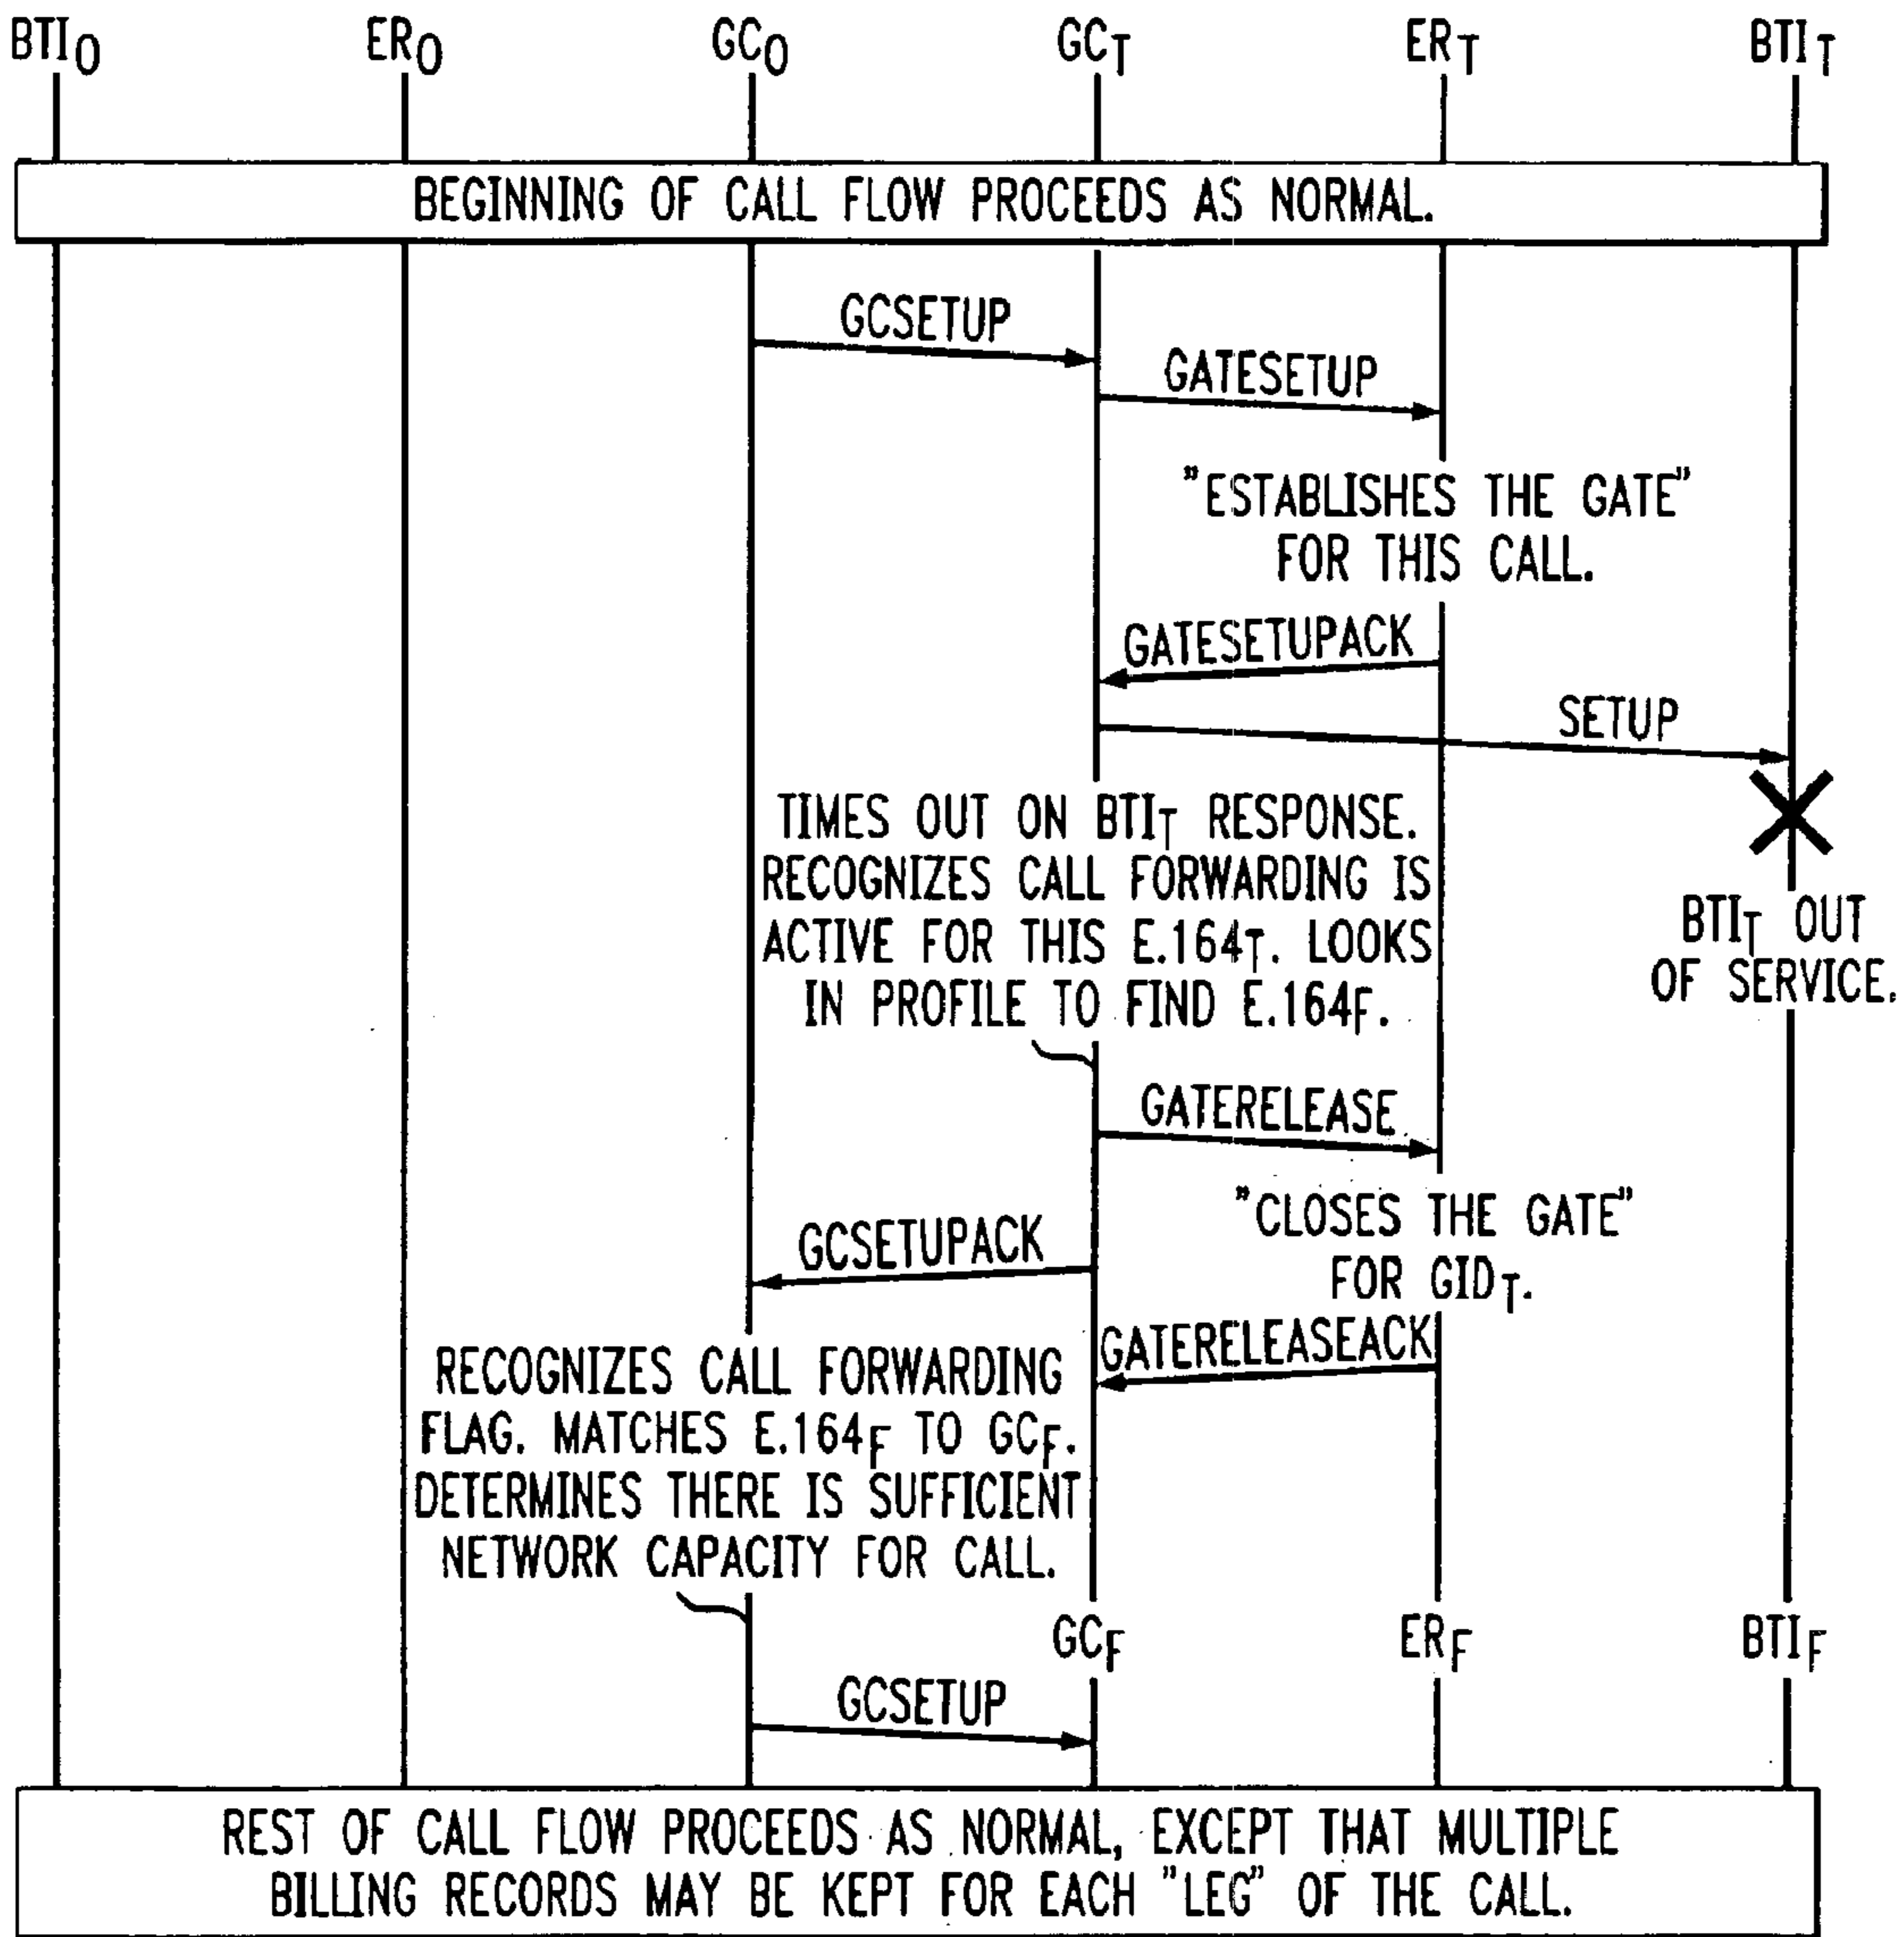 BTIO ERO GCO GCT ERT BTIT
BEGINNING OF CALL FLOW PROCEEDS AS NORMAL.
GCSETUP
GATESETUP
"ESTABLISHES THE GATE"
FOR THIS CALL.
GATESETUPACK
SETUP
TIMES OUT ON BTIT RESPONSE.
RECOGNIZES CALL FORWARDING IS
ACTIVE FOR THIS E.164T. LOOKS
IN PROFILE TO FIND E.164F.
BTIT OUT
OF SERVICE.
GATERELEASE
"CLOSES THE GATE"
FOR GIDT.
GCSETUPACK
GATERELEASEACK
RECOGNIZES CALL FORWARDING
FLAG. MATCHES E.164F TO GCF.
DETERMINES THERE IS SUFFICIENT
NETWORK CAPACITY FOR CALL.
GCF ERF BTIF
GCSETUP
REST OF CALL FLOW PROCEEDS AS NORMAL, EXCEPT THAT MULTIPLE
BILLING RECORDS MAY BE KEPT FOR EACH "LEG" OF THE CALL.